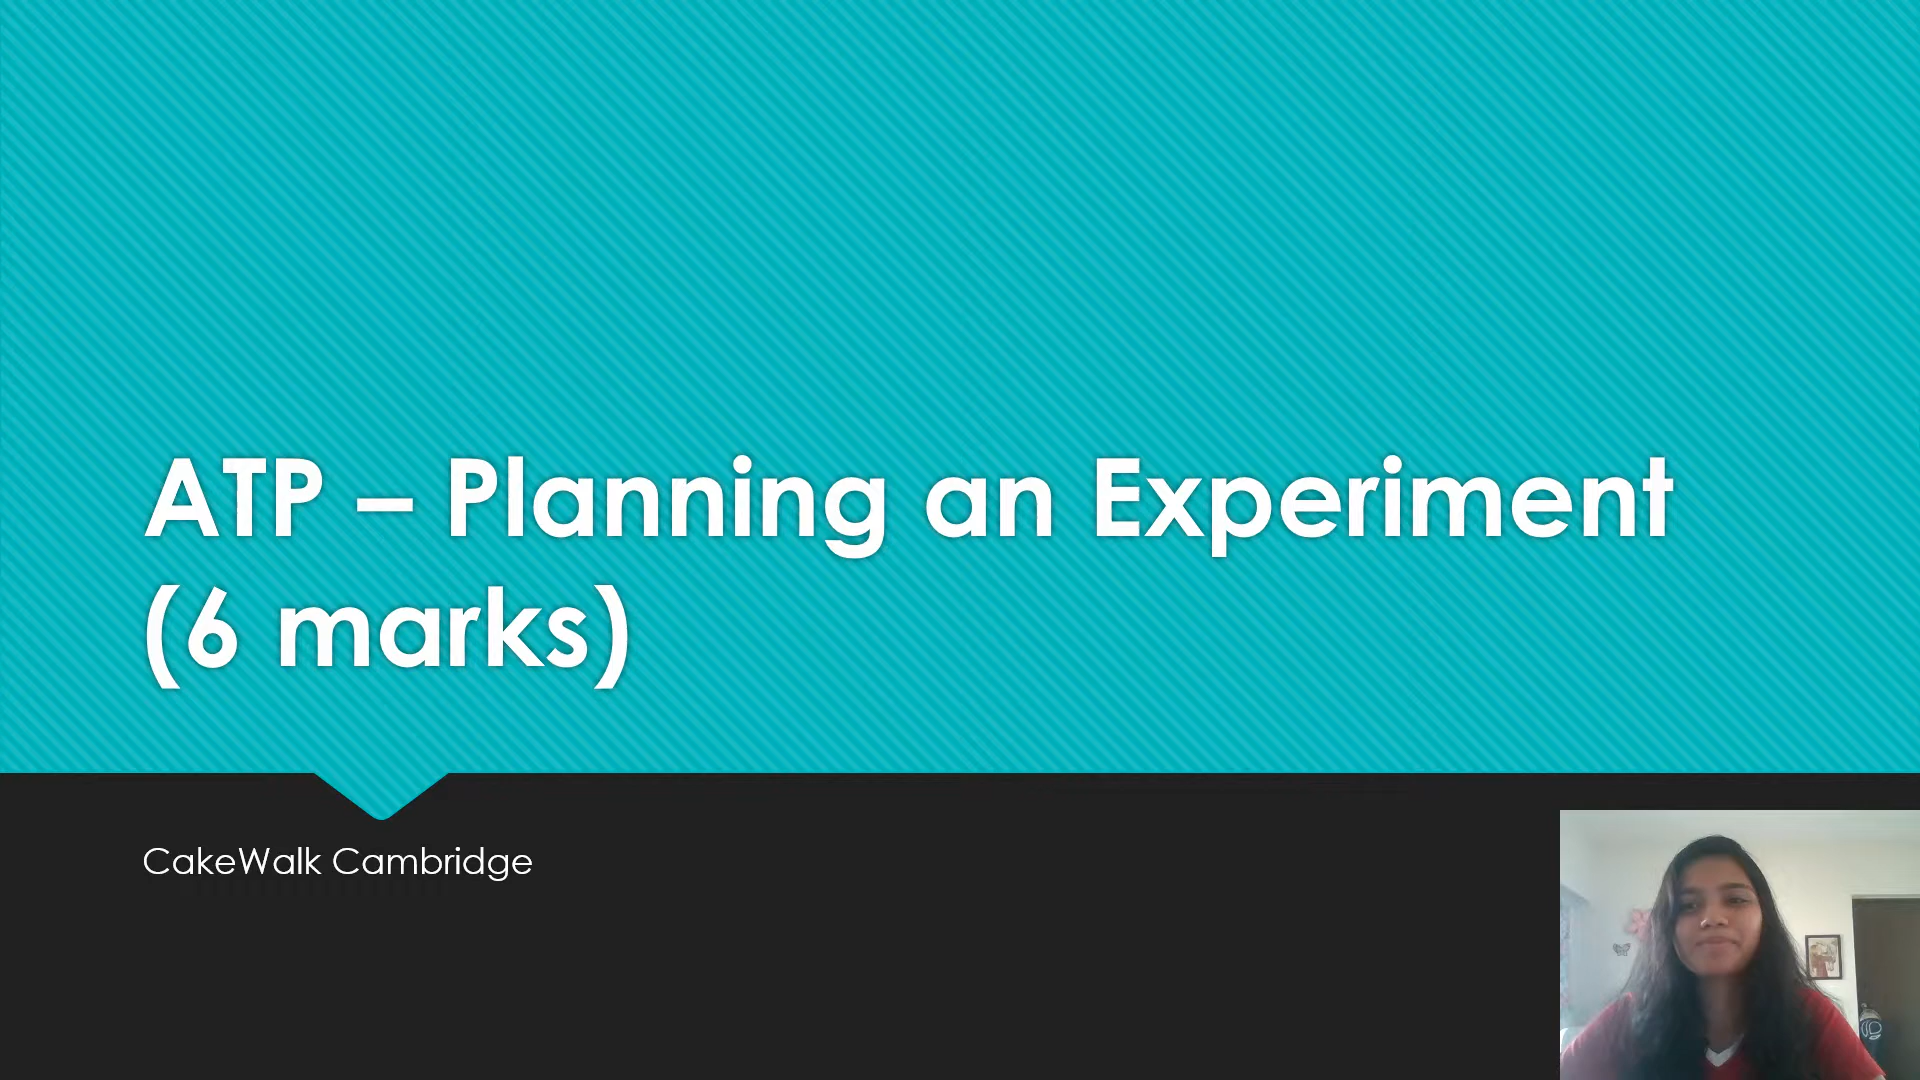 ATP – Planning an Experiment
(6 marks)
CakeWalk Cambridge